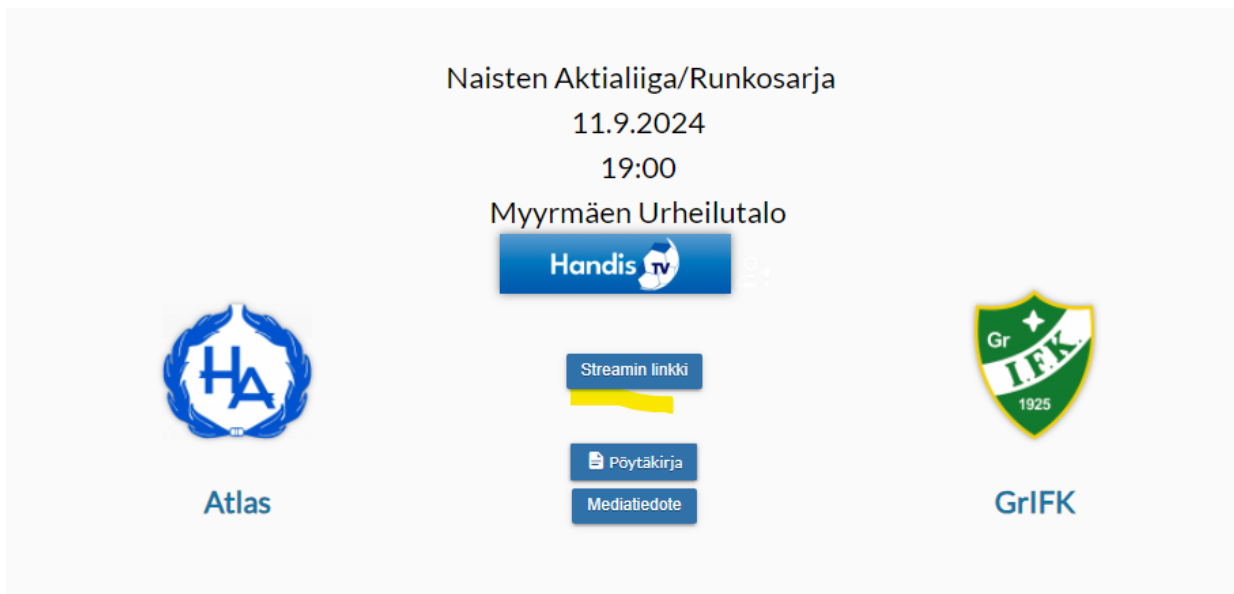 Naisten Aktialiiga/Runkosarja
11.9.2024
19:00
Myyrmäen Urheilutalo
Handis TV
HA
Gr
I.F.K.
1925
Streamin linkki
Pöytäkirja
Mediatiedote
Atlas
GrIFK